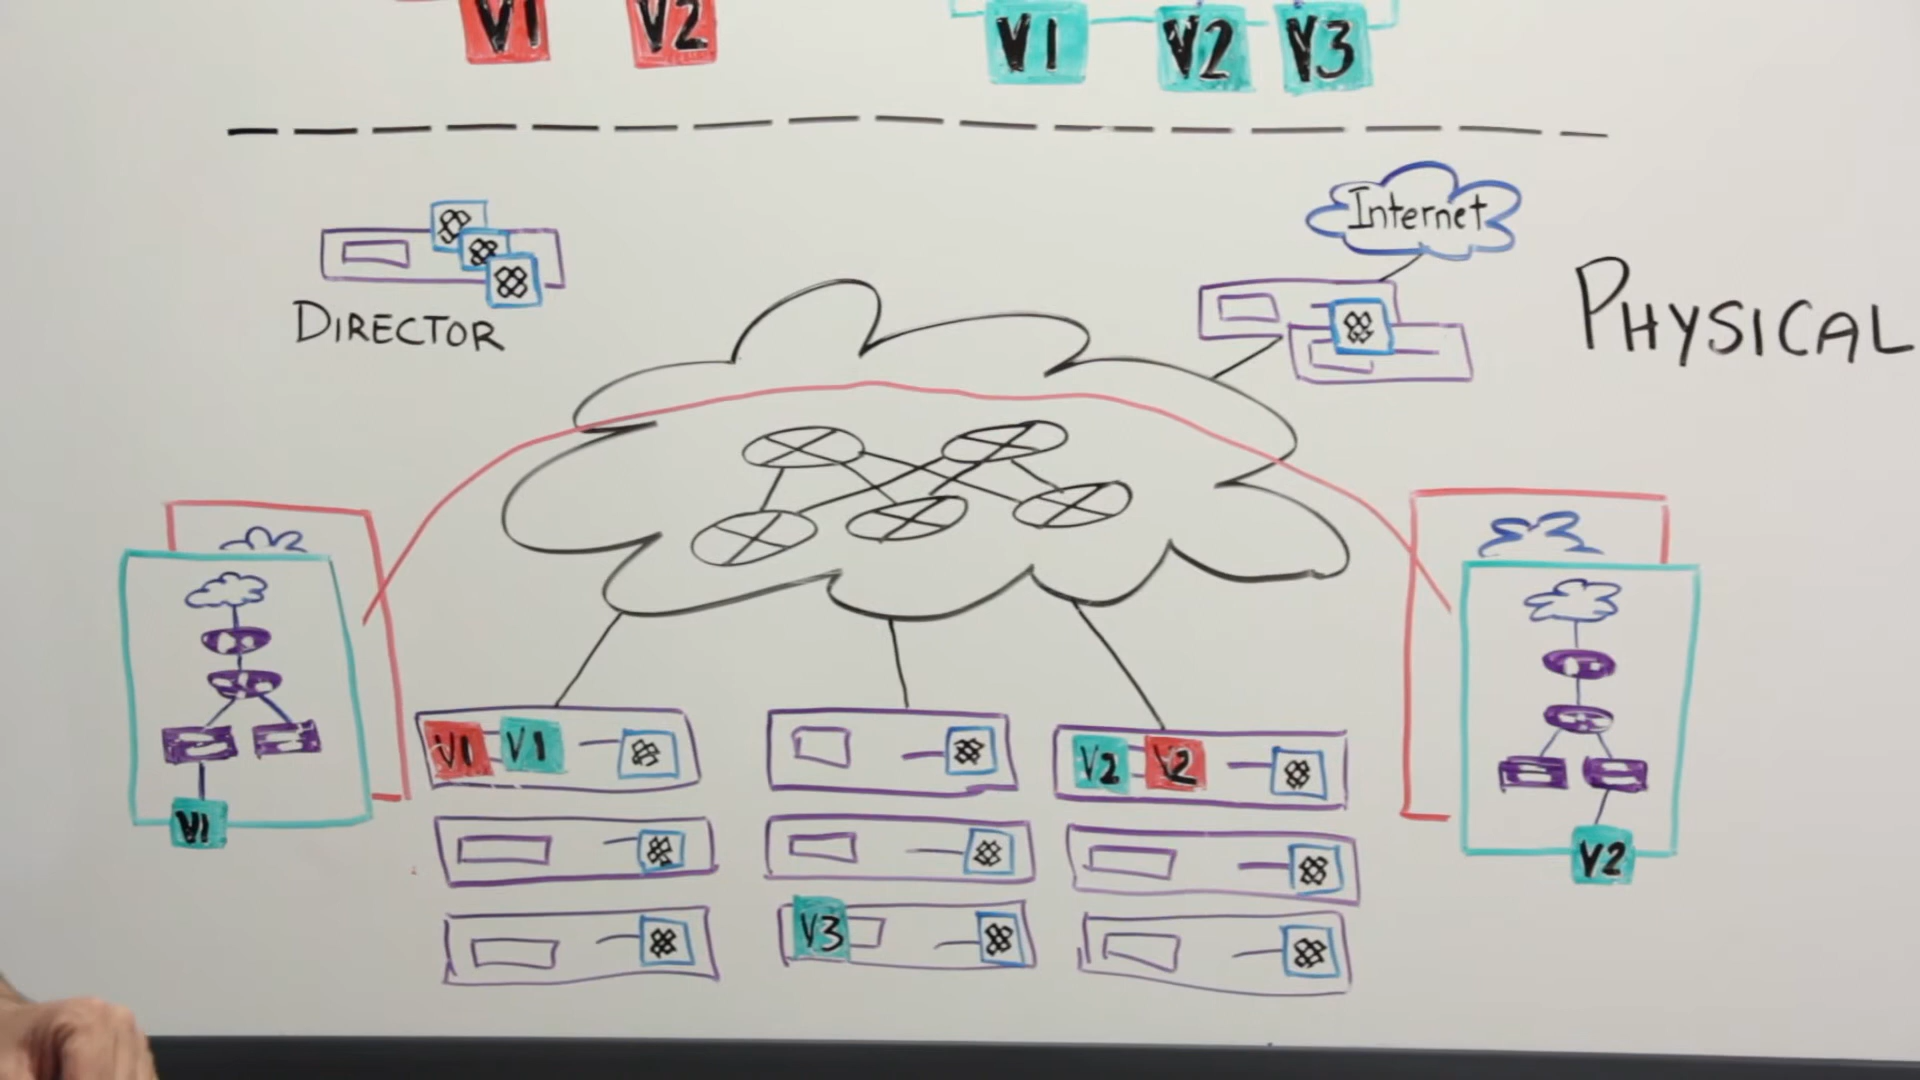 V1 V2 V1 V2 V3
Internet
DIRECTOR
PHYSICAL
V1 V1
V2 V2
V1
V2
V3